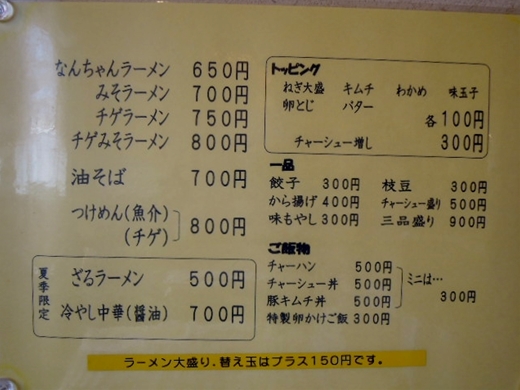 なんちゃんラーメン 650円
みそラーメン 700円
チゲラーメン 750円
チゲみそラーメン 800円
油そば 700円
つけめん(魚介)
(チゲ) 800円
夏季限定
ざるラーメン 500円
冷やし中華(醤油) 700円
トッピング
ねぎ大盛 キムチ わかめ 味玉子
卵とじ バター
各100円
チャーシュー増し 300円
一品
餃子 300円 枝豆 300円
から揚げ 400円 チャーシュー盛り 500円
味もやし 300円 三品盛り 900円
ご飯物
チャーハン 500円
チャーシュー丼 500円
豚キムチ丼 500円
ミニは…
300円
特製卵かけご飯 300円
ラーメン大盛り、替え玉はプラス150円です。